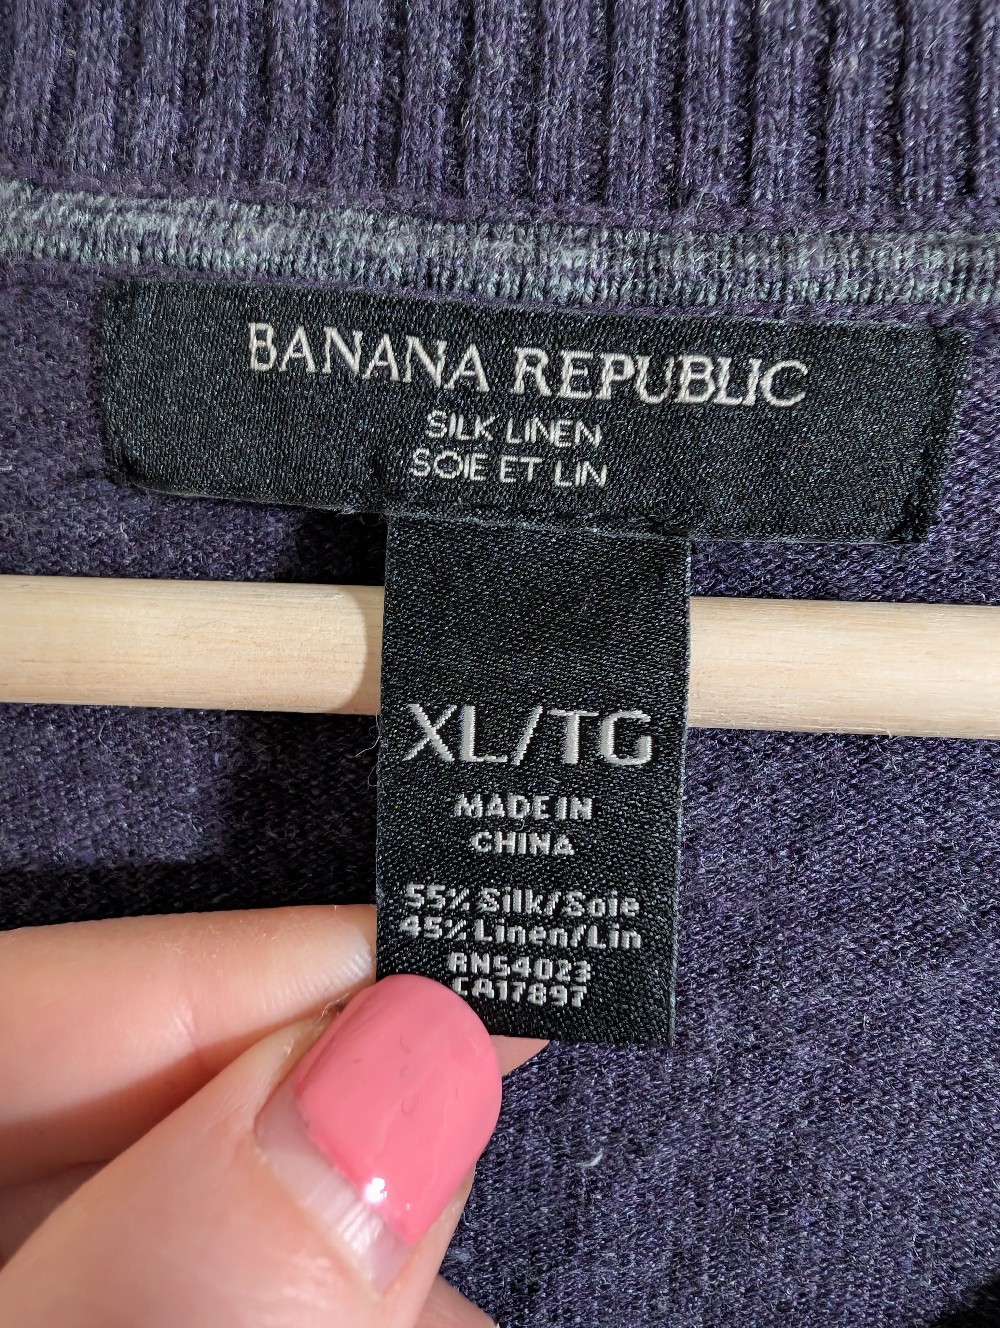 BANANA REPUBLIC
SILK LINEN
SOIE ET LIN
XL/TG
MADE IN
CHINA
55% Silk/Soie
45% Linen/Lin
RN54023
CA17897